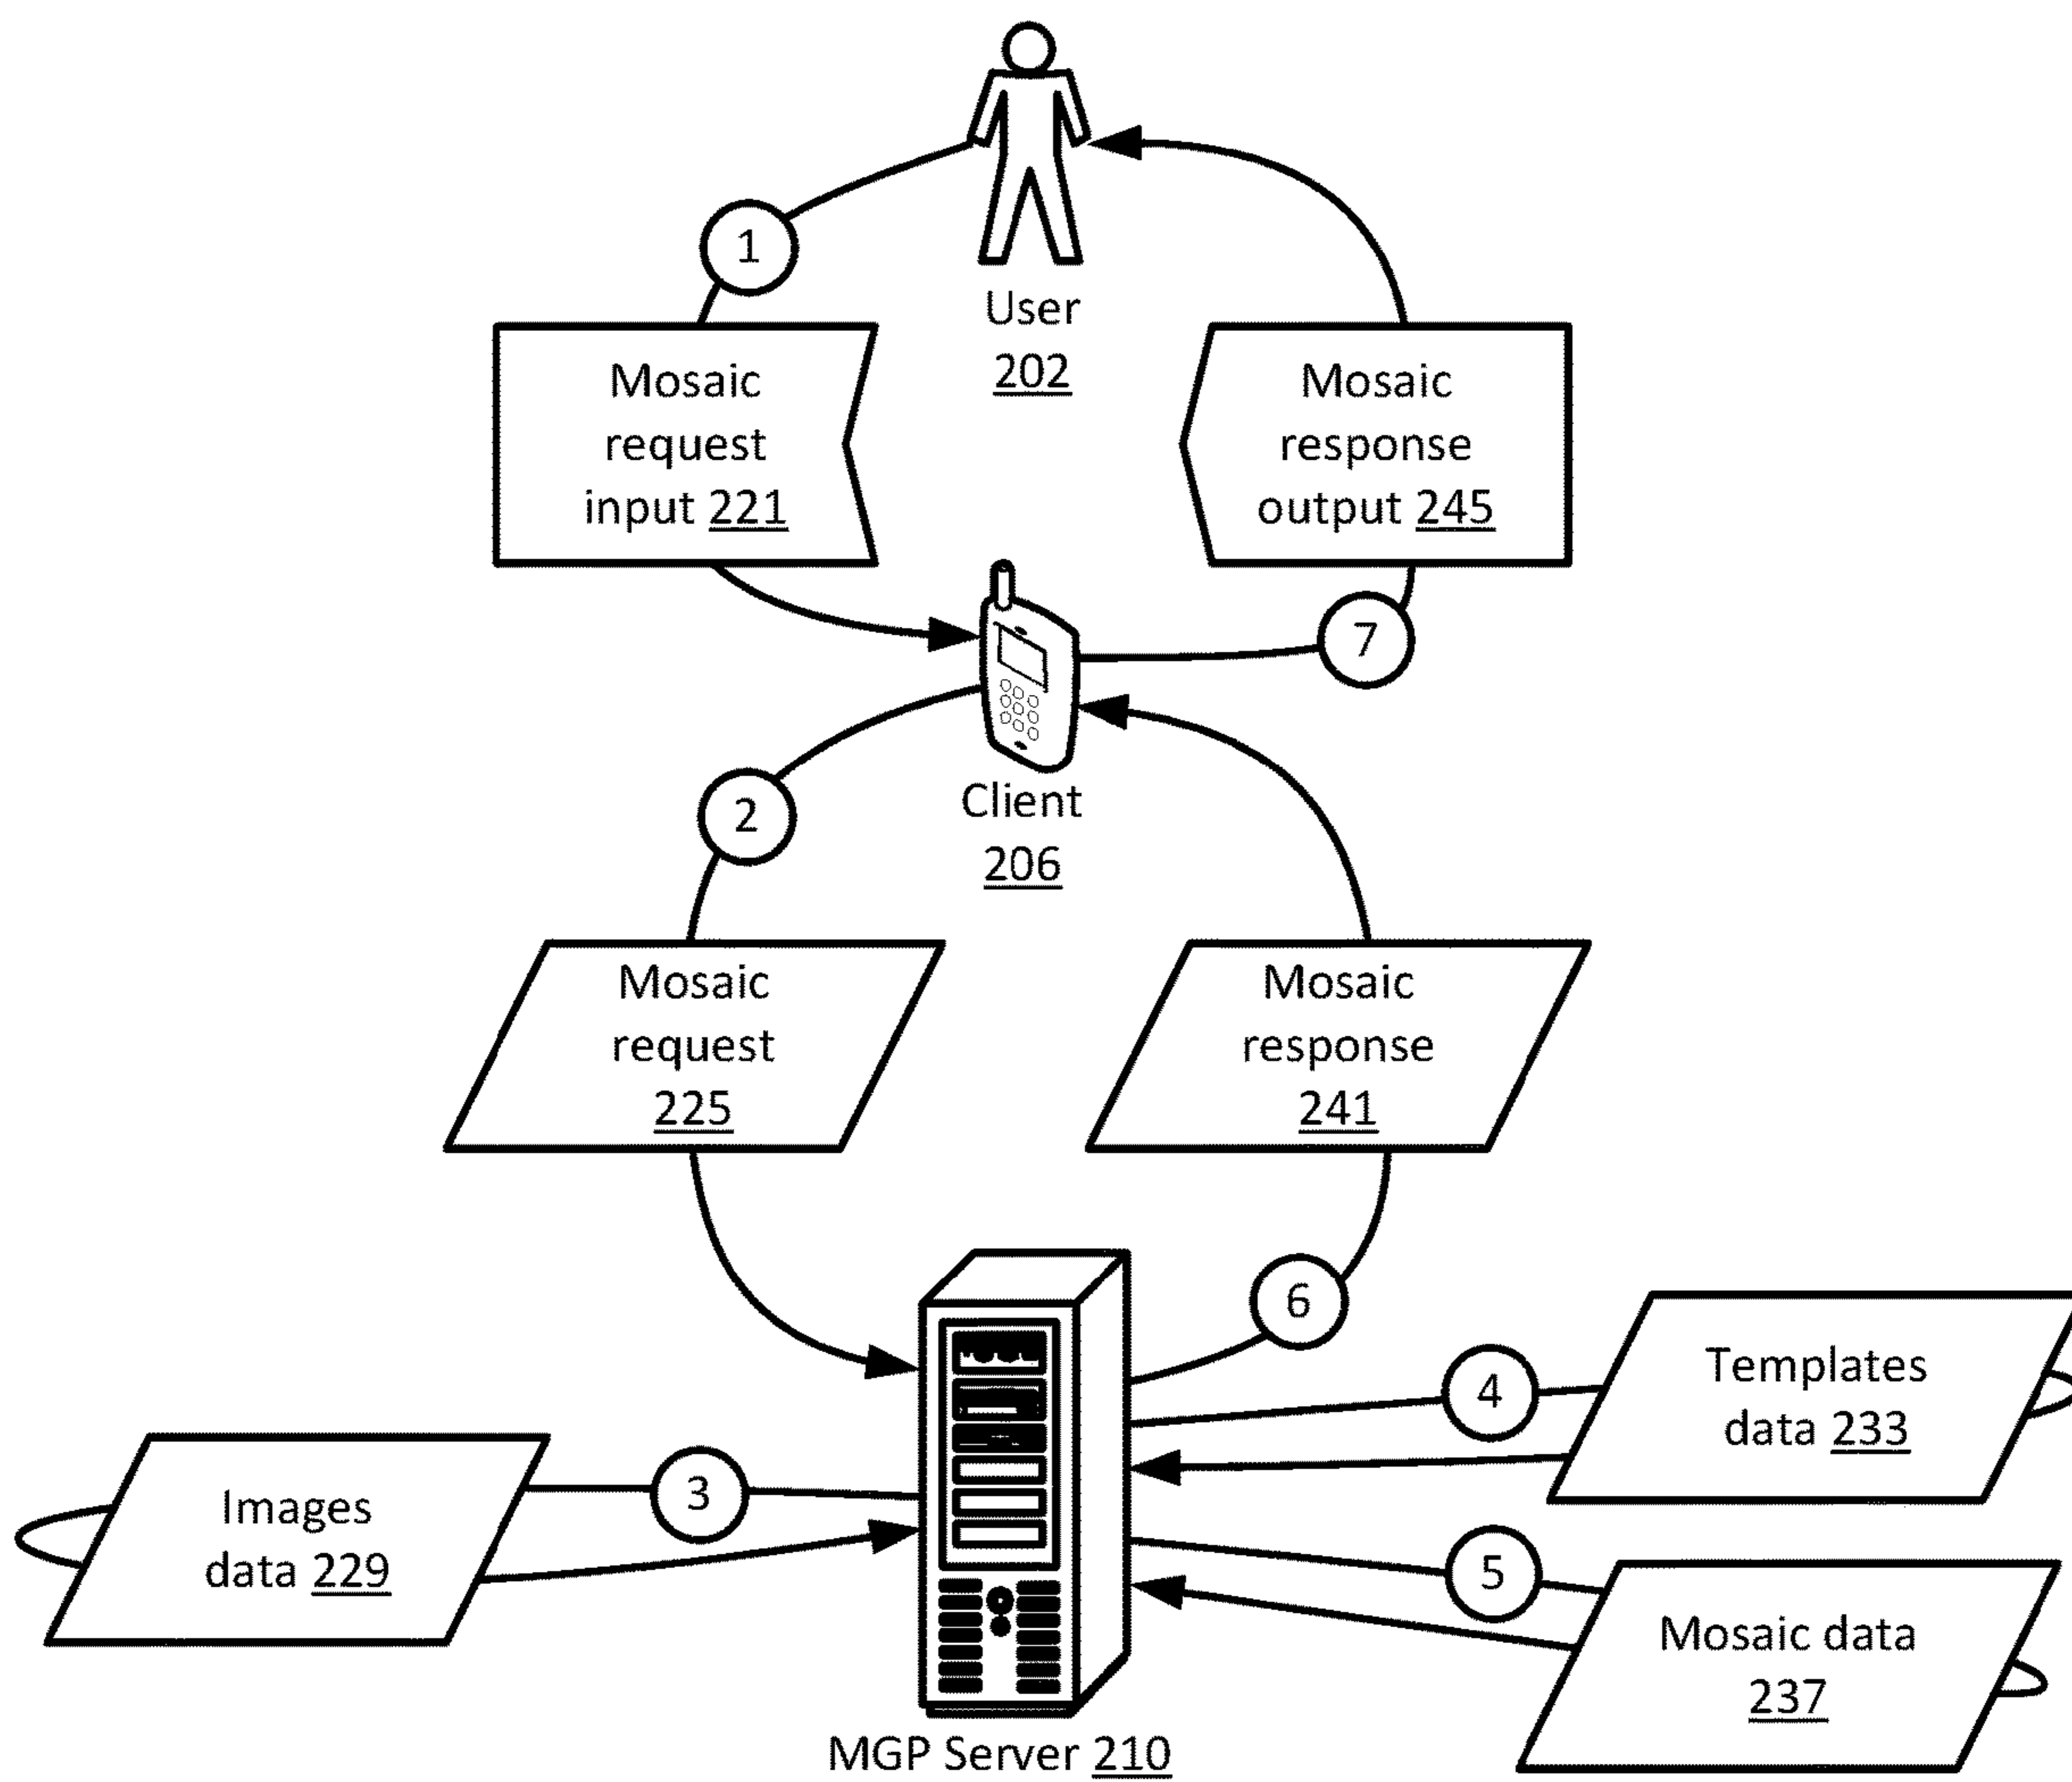 1
User
202
Mosaic
request
input 221
Mosaic
response
output 245
7
2
Client
206
Mosaic
request
225
Mosaic
response
241
6
4
Templates
data 233
3
Images
data 229
5
Mosaic data
237
MGP Server 210